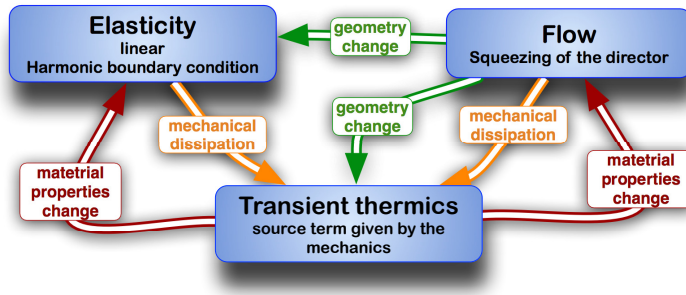 Elasticity
linear
Harmonic boundary condition
geometry
change
Flow
Squeezing of the director
mechanical
dissipation
geometry
change
mechanical
dissipation
matetrial
properties
change
matetrial
properties
change
Transient thermics
source term given by the
mechanics